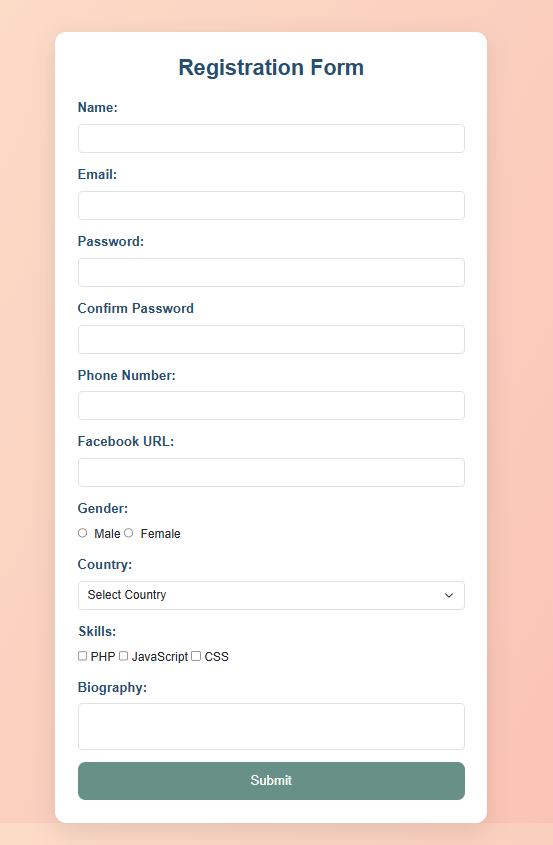 Registration Form
Name:
Email:
Password:
Confirm Password
Phone Number:
Facebook URL:
Gender:
Male Female
Country:
Select Country
Skills:
PHP JavaScript CSS
Biography:
Submit